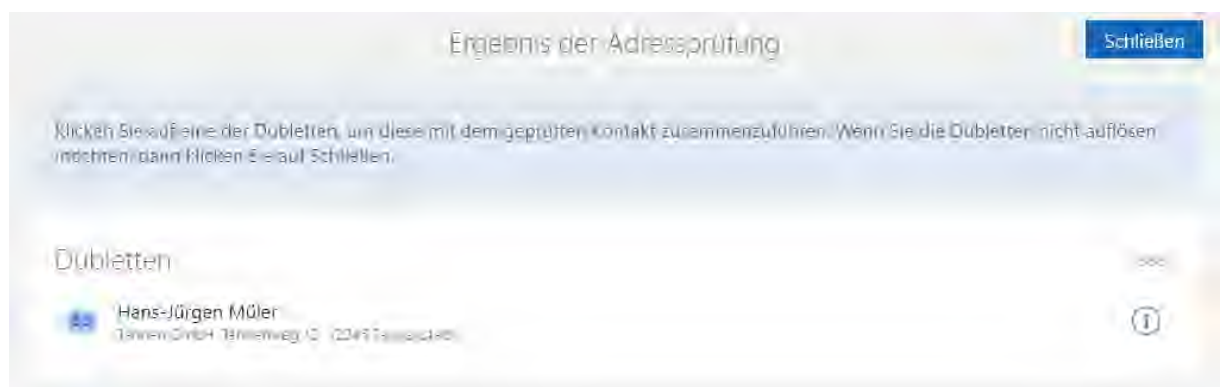 Ergebnis der Adressprüfung
Schließen
Klicken Sie auf eine der Dubletten, um diese mit dem geprüften Kontakt zusammenzuführen. Wenn Sie die Dubletten nicht auflösen
möchten, dann klicken Sie auf Schließen.
Dubletten
Hans-Jürgen Müler
GmbH